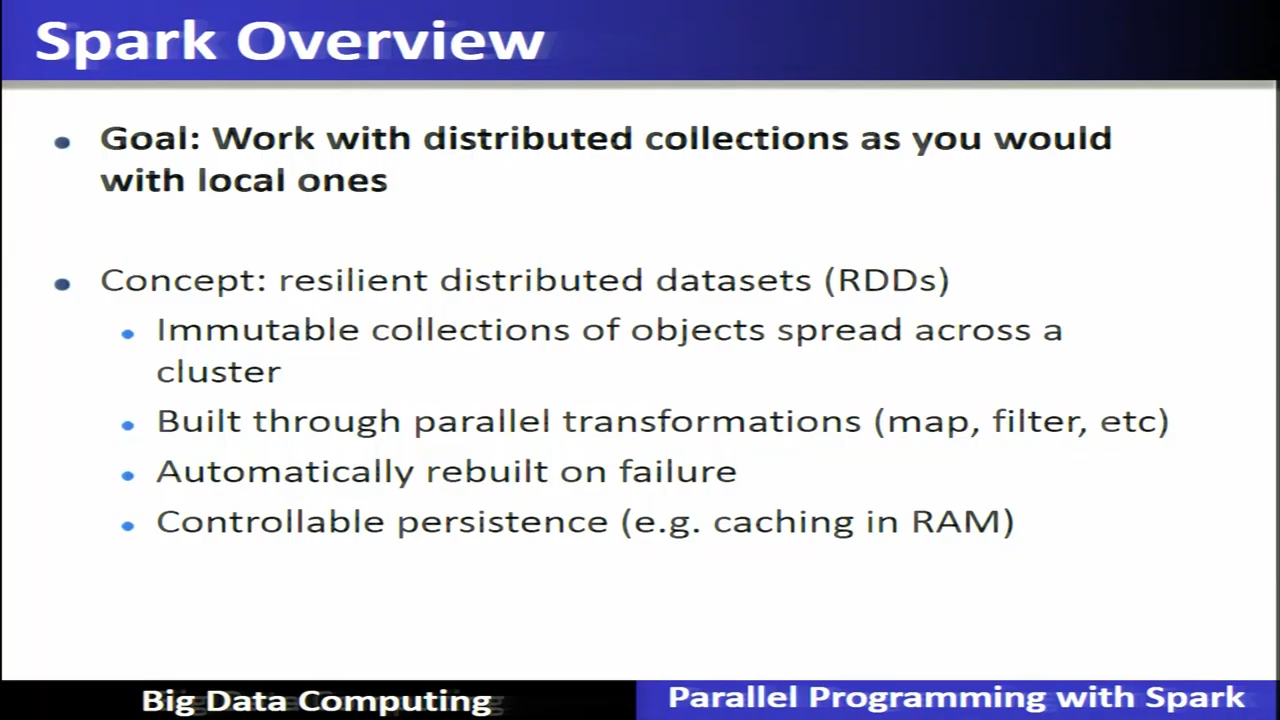 Spark Overview
Goal: Work with distributed collections as you would
with local ones
Concept: resilient distributed datasets (RDDs)
Immutable collections of objects spread across a
cluster
Built through parallel transformations (map, filter, etc)
Automatically rebuilt on failure
Controllable persistence (e.g. caching in RAM)
Big Data Computing
Parallel Programming with Spark